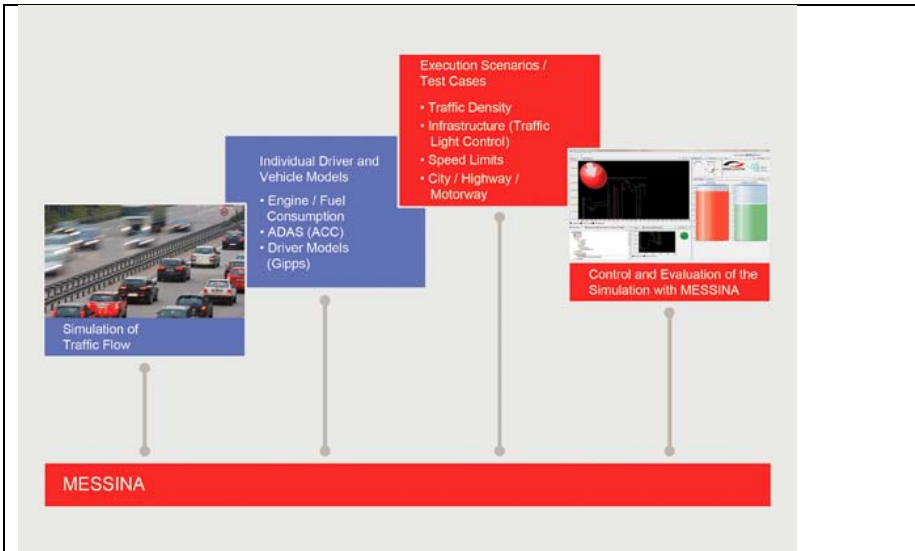 Execution Scenarios /
Test Cases
• Traffic Density
• Infrastructure (Traffic
Light Control)
• Speed Limits
• City / Highway /
Motorway
Individual Driver and
Vehicle Models
• Engine / Fuel
Consumption
• ADAS (ACC)
• Driver Models
(Gipps)
Simulation of
Traffic Flow
Control and Evaluation of the
Simulation with MESSINA
MESSINA